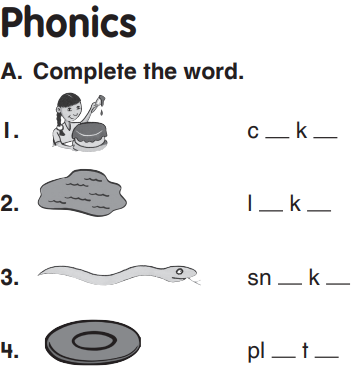 Phonics
A. Complete the word.
1. c __ k __
2. l __ k __
3. sn __ k __
4. pl __ t __